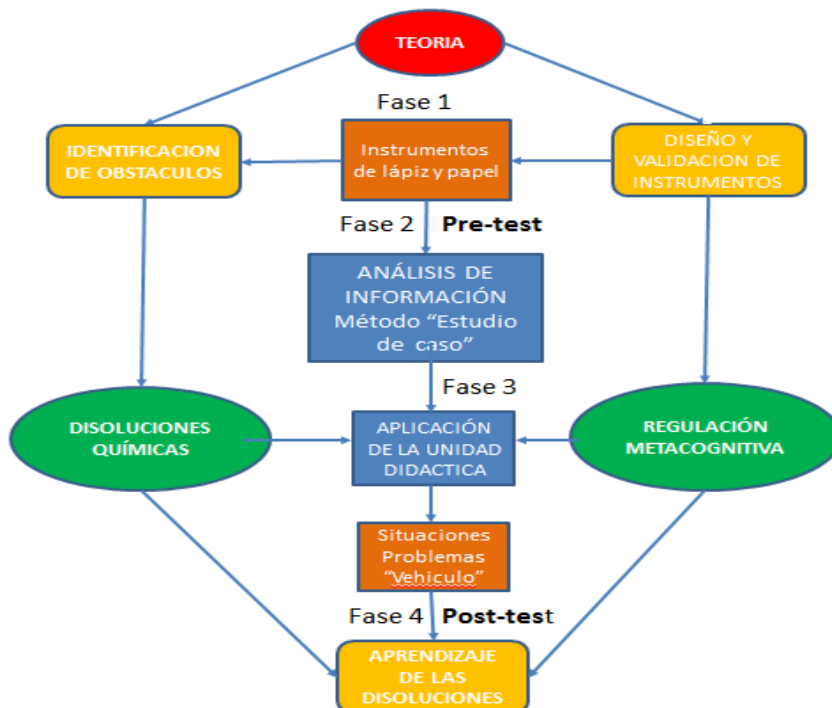 TEORIA
Fase 1
IDENTIFICACION
DE OBSTACULOS
Instrumentos
de lápiz y papel
DISEÑO Y
VALIDACION DE
INSTRUMENTOS
Fase 2 Pre-test
ANÁLISIS DE
INFORMACIÓN
Método “Estudio
de caso”
Fase 3
DISOLUCIONES
QUÍMICAS
APLICACIÓN
DE LA UNIDAD
DIDACTICA
REGULACIÓN
METACOGNITIVA
Situaciones
Problemas
“Vehiculo”
Fase 4 Post-test
APRENDIZAJE
DE LAS
DISOLUCIONES